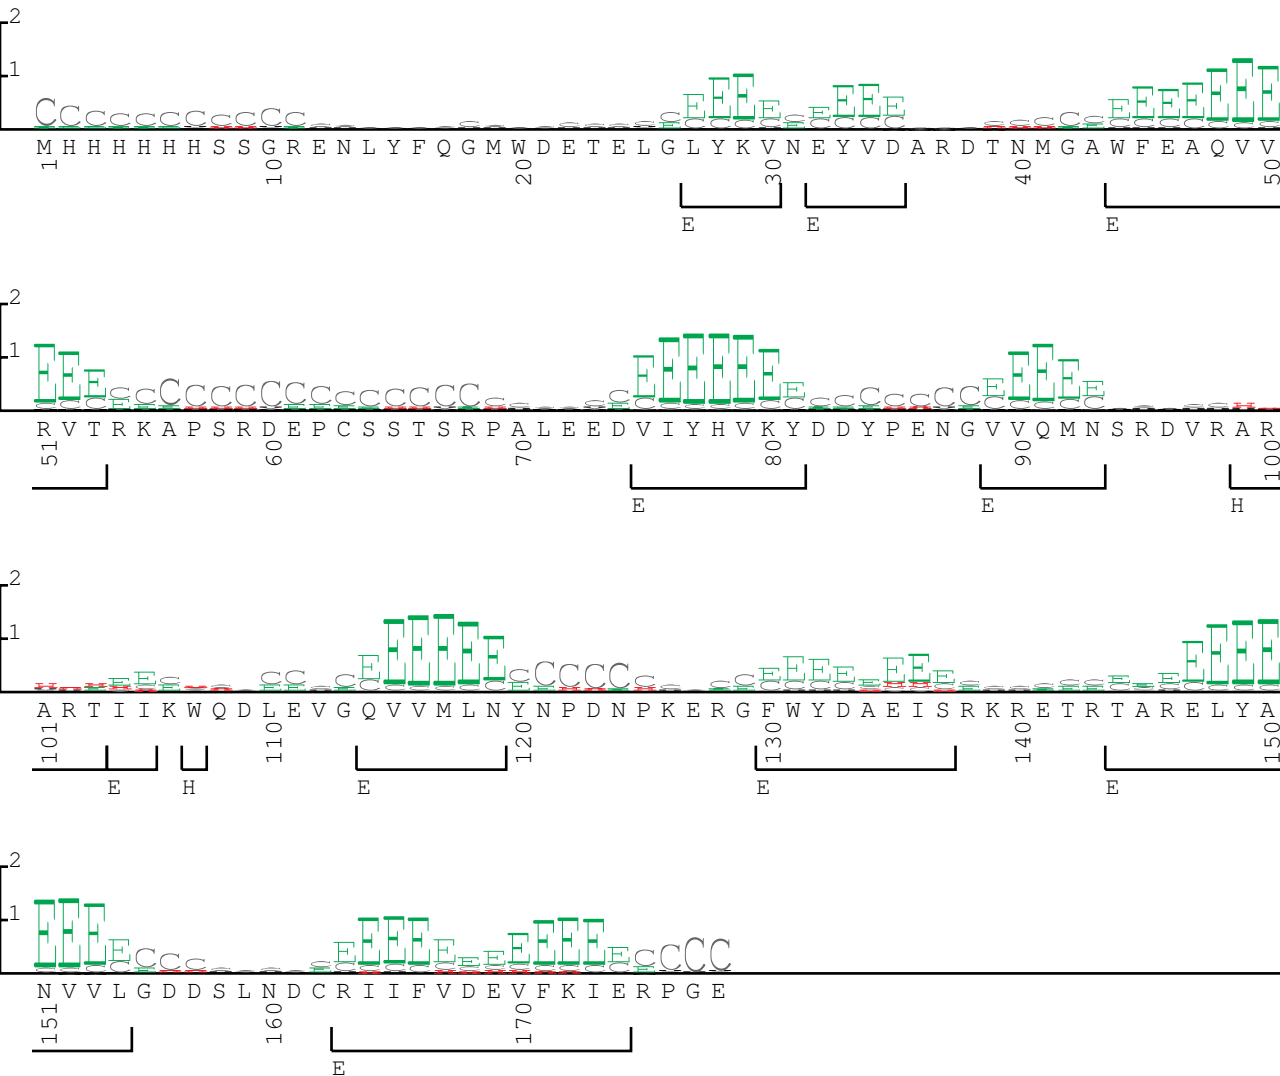 2
1
M H H H H H H S S G R E N L Y F Q G M W D E T E L G L Y K V N E Y V D A R D T N M G A W F E A Q V V
1 10 20 30 40 50
E E E
2
1
R V T R K A P S R D E P C S S T S R P A L E E D V I Y H V K Y D D Y P E N G V V Q M N S R D V R A R
51 60 70 80 90 100
E E H
2
1
A R T I I K W Q D L E V G Q V V M L N Y N P D N P K E R G F W Y D A E I S R K R E T R T A R E L Y A
101 110 120 130 140 150
E H E E E
2
1
N V V L G D D S L N D C R I I F V D E V F K I E R P G E
151 160 170
E